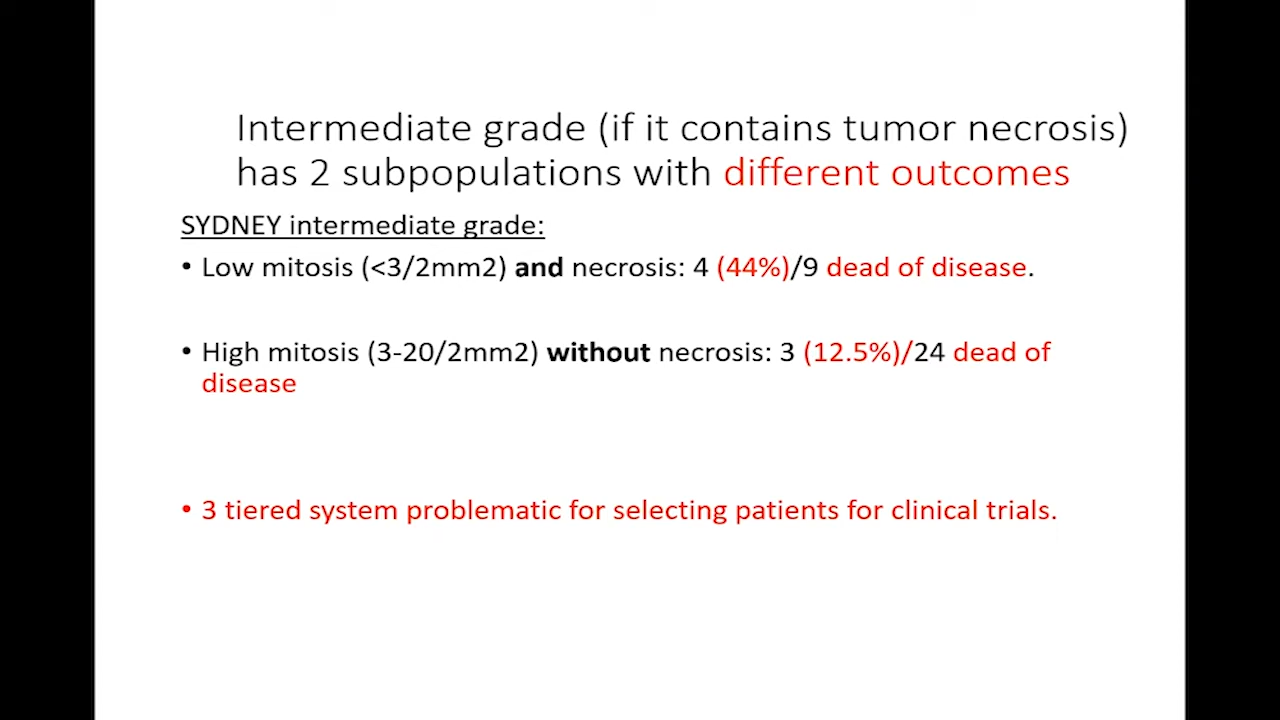 Intermediate grade (if it contains tumor necrosis)
has 2 subpopulations with different outcomes
SYDNEY intermediate grade:
• Low mitosis (<3/2mm2) and necrosis: 4 (44%)/9 dead of disease.
• High mitosis (3-20/2mm2) without necrosis: 3 (12.5%)/24 dead of
disease
• 3 tiered system problematic for selecting patients for clinical trials.